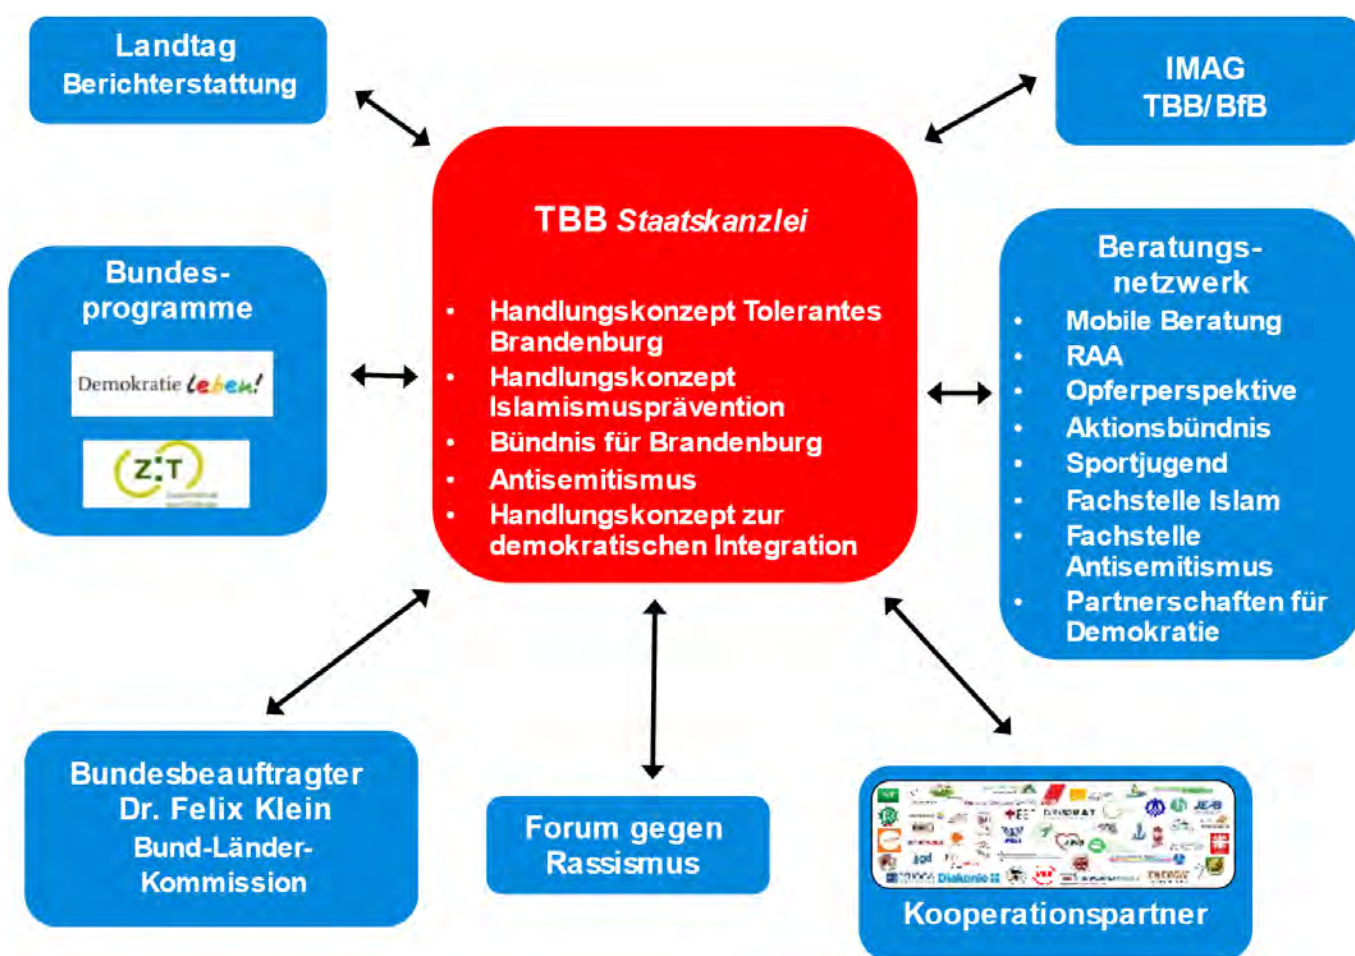 Landtag
Berichterstattung
IMAG
TBB/BfB
TBB Staatskanzlei
• Handlungskonzept Tolerantes
Brandenburg
• Handlungskonzept
Islamismusprävention
• Bündnis für Brandenburg
• Antisemitismus
• Handlungskonzept zur
demokratischen Integration
Bundes-
programme
Demokratie leben!
Z:T
Beratungs-
netzwerk
• Mobile Beratung
• RAA
• Opferperspektive
• Aktionsbündnis
• Sportjugend
• Fachstelle Islam
• Fachstelle
Antisemitismus
• Partnerschaften für
Demokratie
Bundesbeauftragter
Dr. Felix Klein
Bund-Länder-
Kommission
Forum gegen
Rassismus
Diakonie
Kooperationspartner